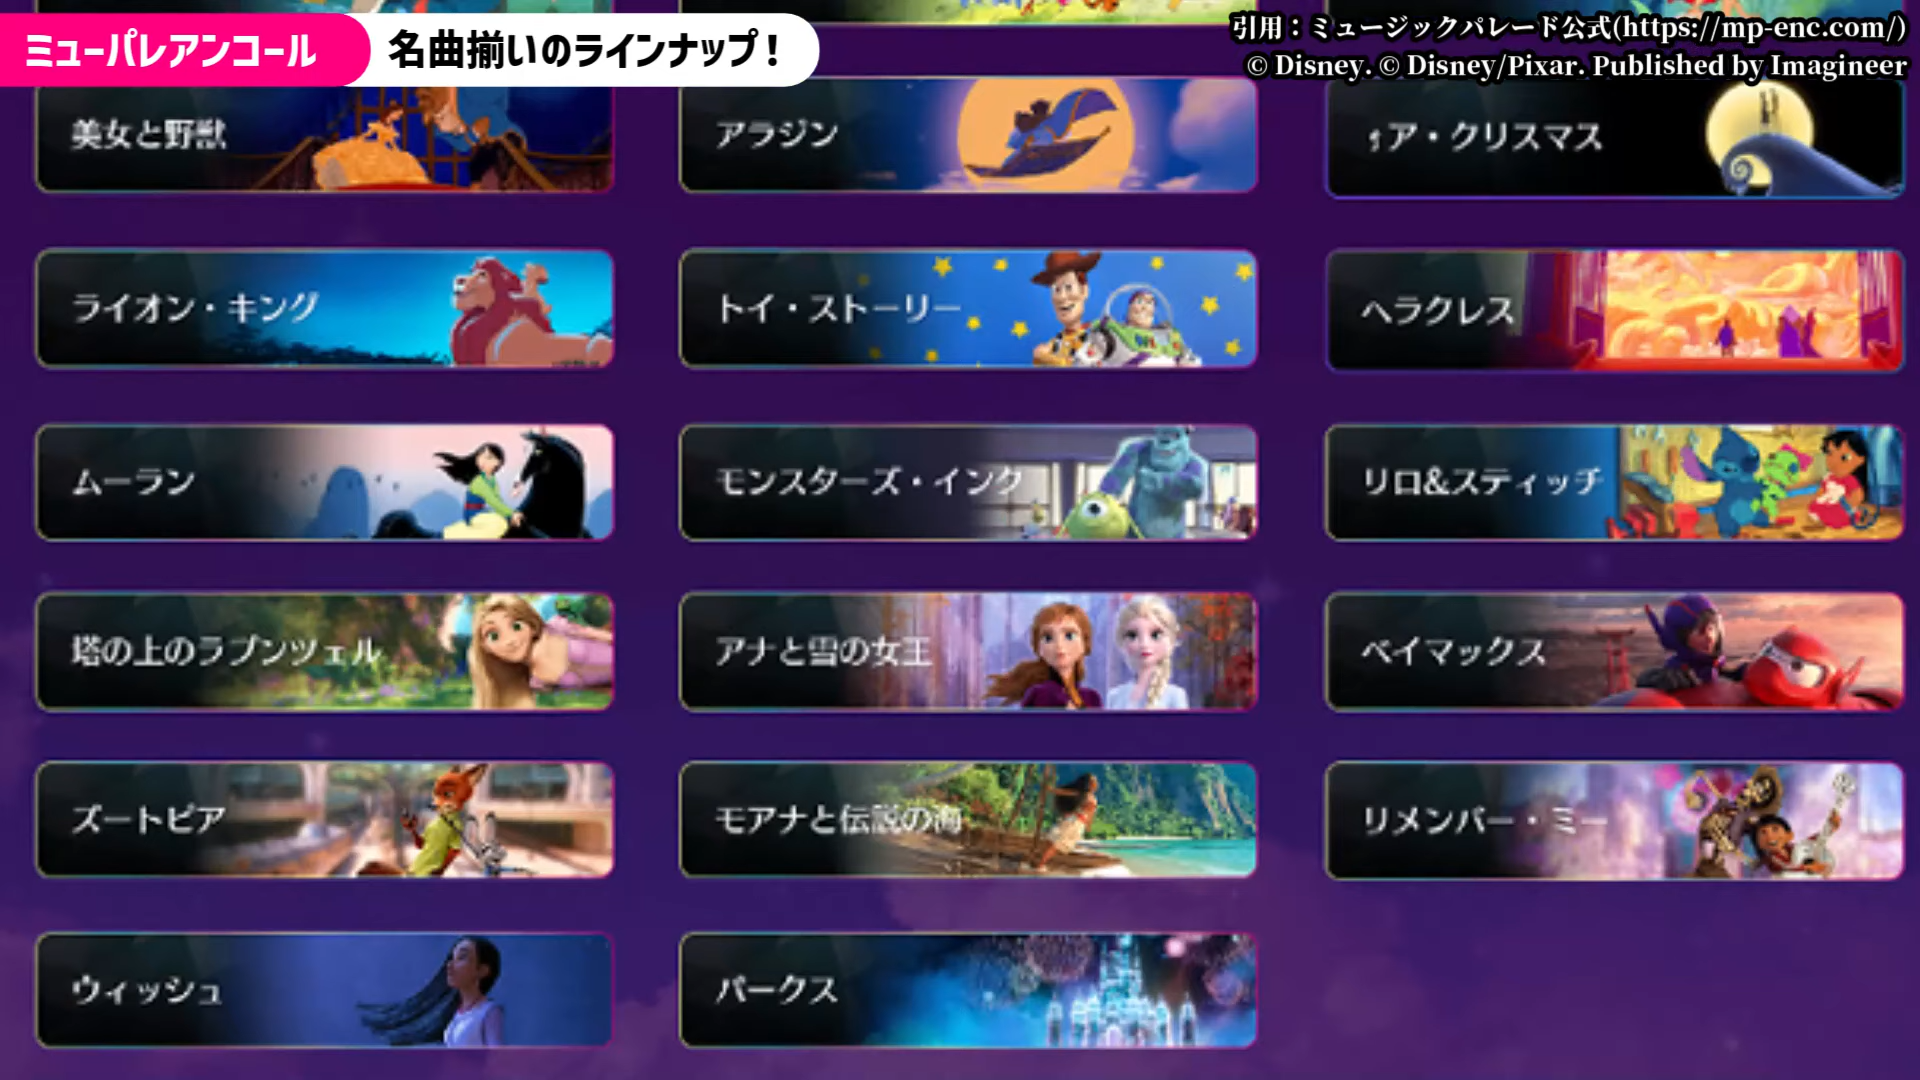 ミューパレアンコール
名曲揃いのラインナップ！
引用：ミュージックパレード公式(https://mp-enc.com/)
© Disney. © Disney/Pixar. Published by Imagineer
美女と野獣
アラジン
ア・クリスマス
ライオン・キング
トイ・ストーリー
ヘラクレス
ムーラン
モンスターズ・インク
リロ&スティッチ
塔の上のラプンツェル
アナと雪の女王
ベイマックス
ズートピア
モアナと伝説の海
リメンバー・ミー
ウィッシュ
パークス